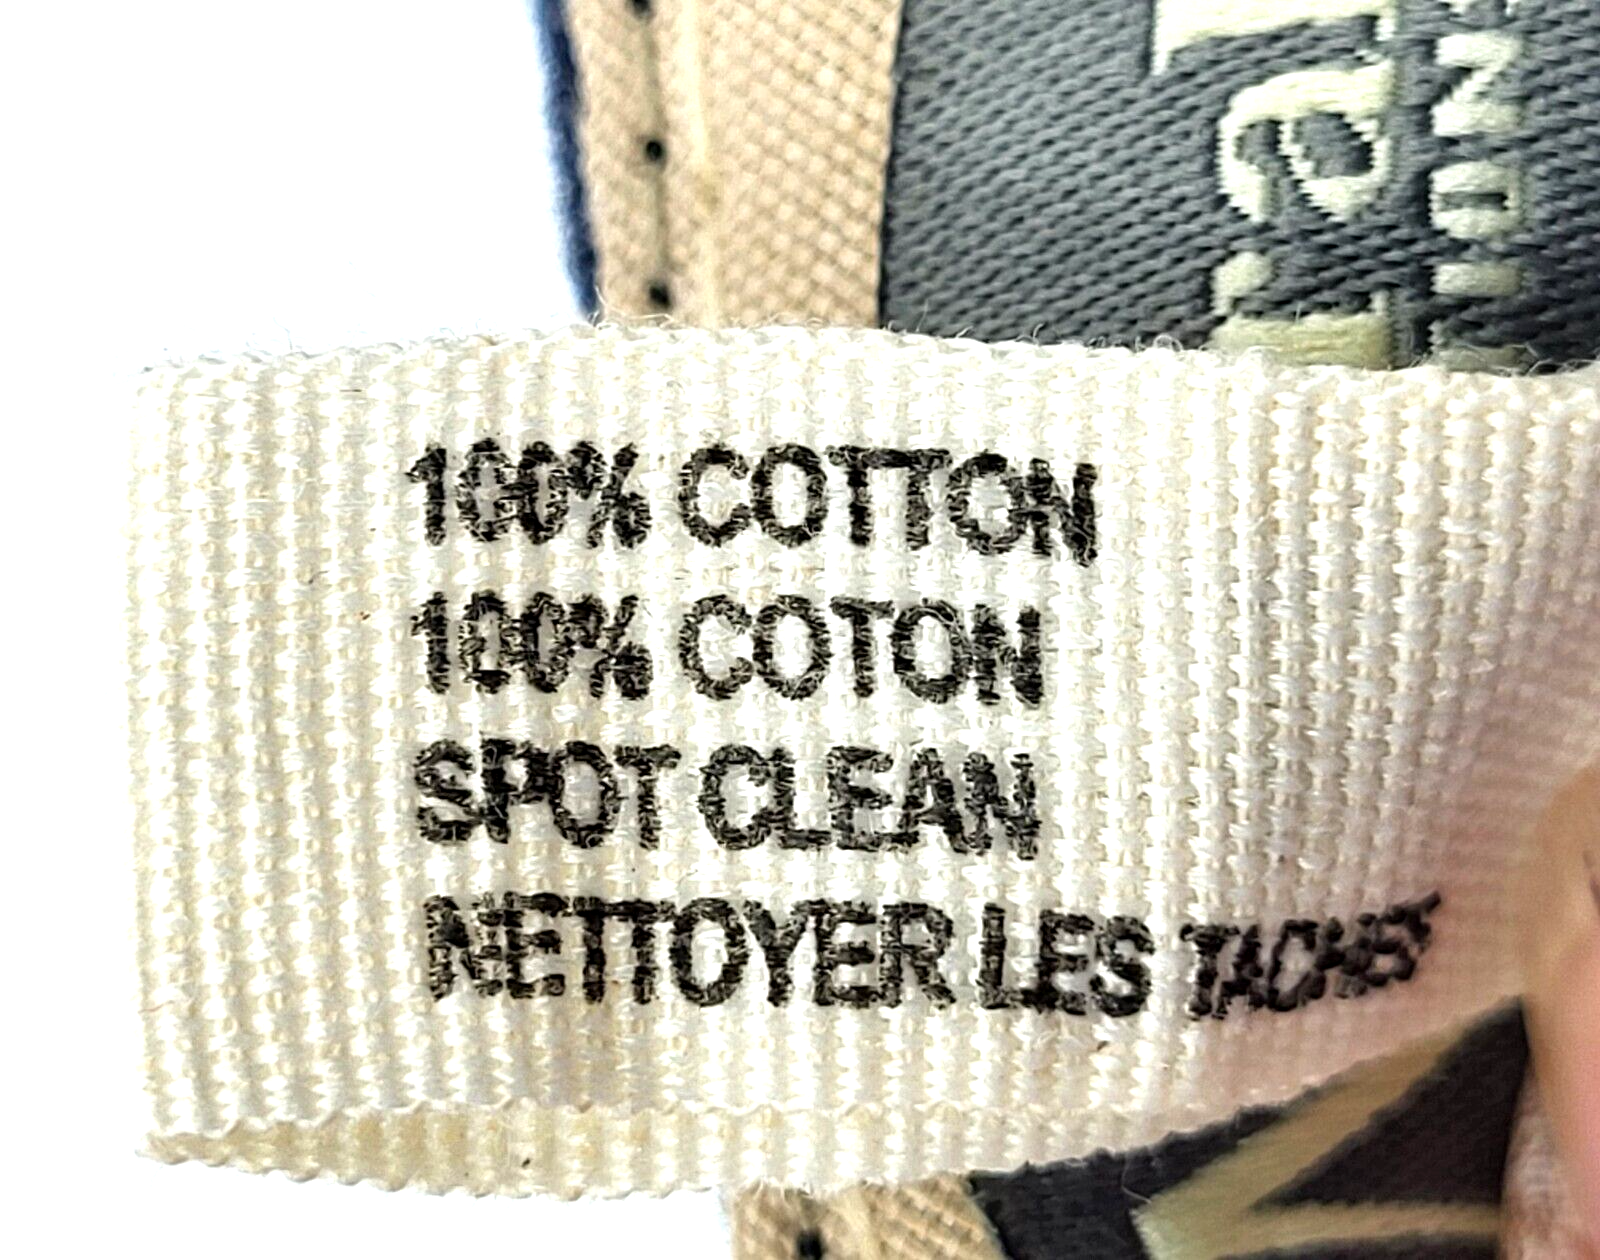 100% COTTON
100% COTON
SPOT CLEAN
NETTOYER LES TACHES